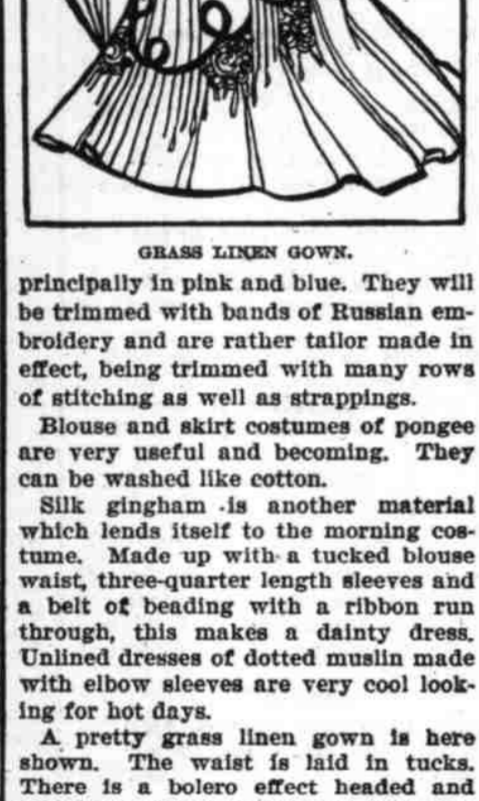 GRASS LINEN GOWN.
principally in pink and blue. They will
be trimmed with bands of Russian em-
broidery and are rather tailor made in
effect, being trimmed with many rows
of stitching as well as strappings.
Blouse and skirt costumes of pongee
are very useful and becoming. They
can be washed like cotton.
Silk gingham is another material
which lends itself to the morning cos-
tume. Made up with a tucked blouse
waist, three-quarter length sleeves and
a belt of beading with a ribbon run
through, this makes a dainty dress.
Unlined dresses of dotted muslin made
with elbow sleeves are very cool look-
ing for hot days.
A pretty grass linen gown is here
shown. The waist is laid in tucks.
There is a bolero effect headed and